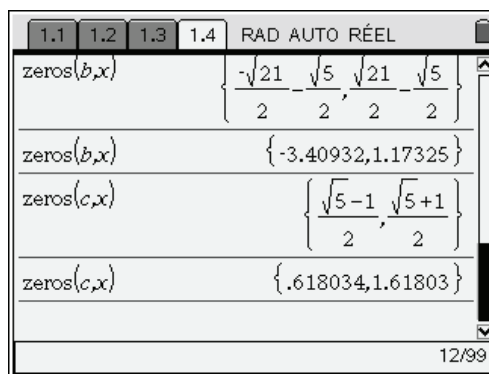 1.1 1.2 1.3 1.4 RAD AUTO RÉEL
zeros(b,x) {-√21/2-√5/2,√21/2-√5/2}
zeros(b,x) {-3.40932,1.17325}
zeros(c,x) {√5-1/2,√5+1/2}
zeros(c,x) {.618034,1.61803}
12/99